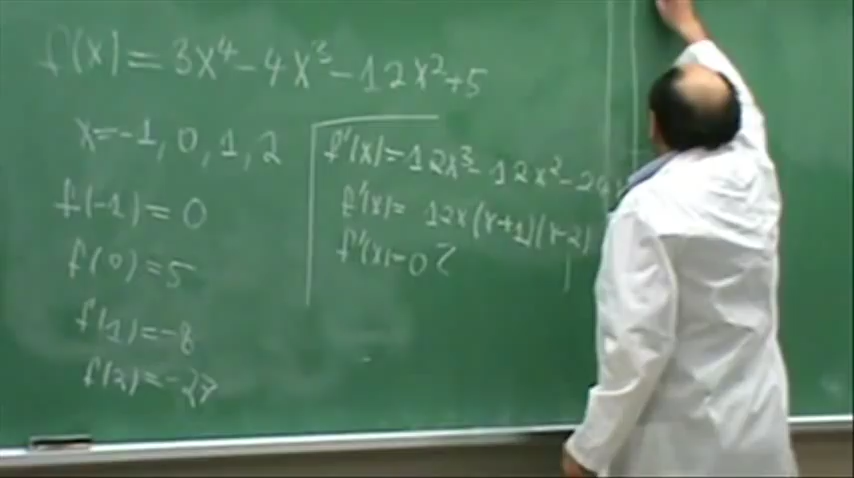 f(x) = 3x⁴ - 4x³ - 12x² + 5
x = -1, 0, 1, 2
f(-1) = 0
f(0) = 5
f(1) = -8
f(2) = -27
f'(x) = 12x³ - 12x² - 24
f'(x) = 12x(x+1)(x-2)
f'(x) = 0 ?